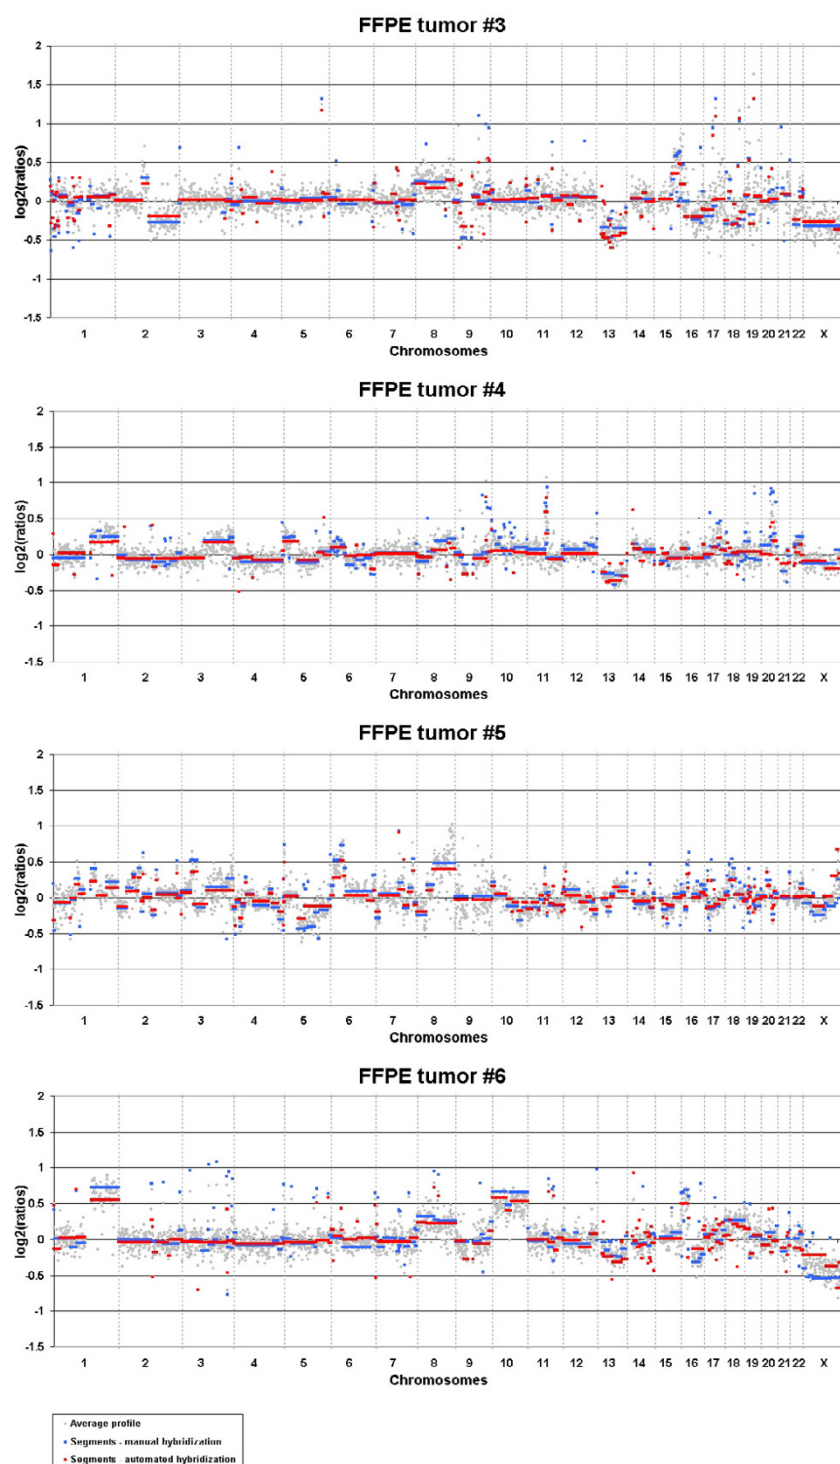 FFPE tumor #3
2
1.5
1
0.5
0
-0.5
-1
-1.5
log2(ratios)
1 2 3 4 5 6 7 8 9 10 11 12 13 14 15 16 17 18 19 20 21 22 X
Chromosomes
FFPE tumor #4
2
1.5
1
0.5
0
-0.5
-1
-1.5
log2(ratios)
1 2 3 4 5 6 7 8 9 10 11 12 13 14 15 16 17 18 19 20 21 22 X
Chromosomes
FFPE tumor #5
2
1.5
1
0.5
0
-0.5
-1
-1.5
log2(ratios)
1 2 3 4 5 6 7 8 9 10 11 12 13 14 15 16 17 18 19 20 21 22 X
Chromosomes
FFPE tumor #6
2
1.5
1
0.5
0
-0.5
-1
-1.5
log2(ratios)
1 2 3 4 5 6 7 8 9 10 11 12 13 14 15 16 17 18 19 20 21 22 X
Chromosomes
Average profile
Segments - manual hybridization
Segments - automated hybridization